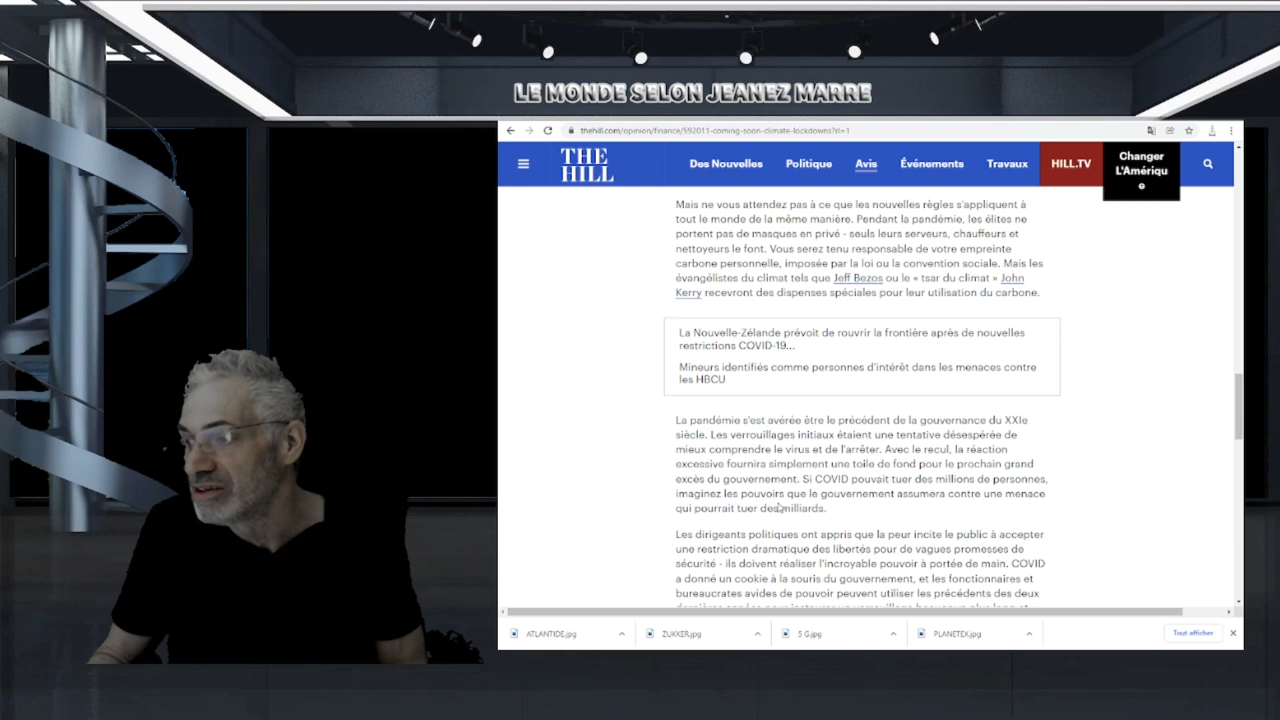 LE MONDE SELON JEANEZ MARRE
thehill.com/opinion/finance/592011-coming-soon-climate-lockdowns?rl=1
THE
HILL
Des Nouvelles
Politique
Avis
Événements
Travaux
HILL.TV
Changer
L'Amériqu
e
Mais ne vous attendez pas à ce que les nouvelles règles s'appliquent à
tout le monde de la même manière. Pendant la pandémie, les élites ne
portent pas de masques en privé - seuls leurs serveurs, chauffeurs et
nettoyeurs le font. Vous serez tenu responsable de votre empreinte
carbone personnelle, imposée par la loi ou la convention sociale. Mais les
évangélistes du climat tels que Jeff Bezos ou le « tsar du climat » John
Kerry recevront des dispenses spéciales pour leur utilisation du carbone.
La Nouvelle-Zélande prévoit de rouvrir la frontière après de nouvelles
restrictions COVID-19...
Mineurs identifiés comme personnes d'intérêt dans les menaces contre
les HBCU
La pandémie s'est avérée être le précédent de la gouvernance du XXIe
siècle. Les verrouillages initiaux étaient une tentative désespérée de
mieux comprendre le virus et de l'arrêter. Avec le recul, la réaction
excessive fournira simplement une toile de fond pour le prochain grand
excès du gouvernement. Si COVID pouvait tuer des millions de personnes,
imaginez les pouvoirs que le gouvernement assumera contre une menace
qui pourrait tuer des milliards.
Les dirigeants politiques ont appris que la peur incite le public à accepter
une restriction dramatique des libertés pour de vagues promesses de
sécurité - ils doivent réaliser l'incroyable pouvoir à portée de main. COVID
a donné un cookie à la souris du gouvernement, et les fonctionnaires et
bureaucrates avides de pouvoir peuvent utiliser les précédents des deux
ATLANTIDE.jpg
ZUKKER.jpg
5 G.jpg
PLANETEX.jpg
Tout afficher